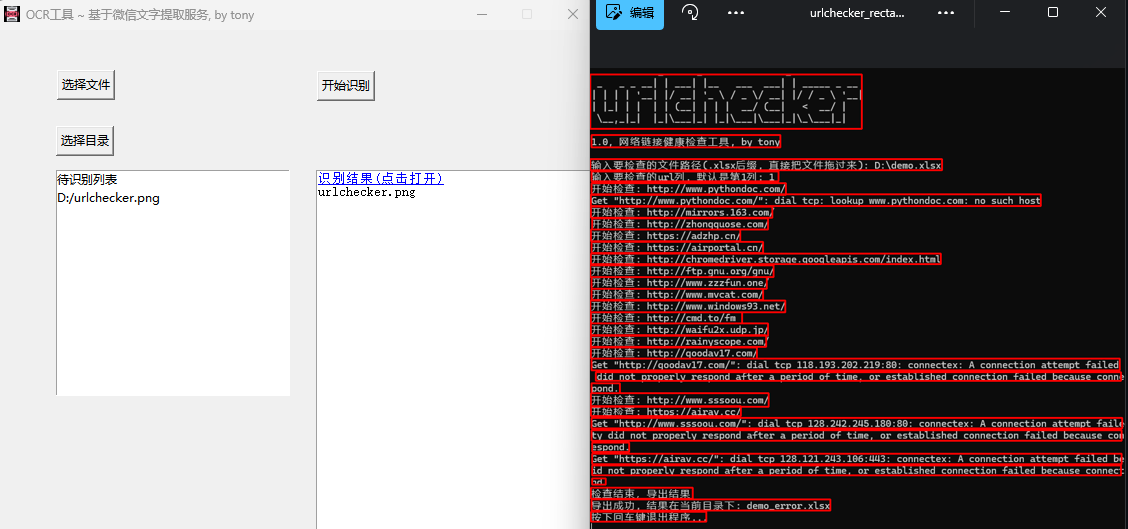 OCR工具 ~ 基于微信文字提取服务, by tony
选择文件
开始识别
选择目录
待识别列表
D:/urlchecker.png
识别结果(点击打开)
urlchecker.png
编辑
urlchecker_recta...
urlchecker
1.0, 网络链接健康检查工具, by tony
输入要检查的文件路径(.xlsx后缀, 直接把文件拖过来): D:\demo.xlsx
输入要检查的url列, 默认是第1列: 1
开始检查: http://www.pythondoc.com/
Get "http://www.pythondoc.com/": dial tcp: lookup www.pythondoc.com: no such host
开始检查: http://mirrors.163.com/
开始检查: http://zhongguose.com/
开始检查: https://adzhp.cn/
开始检查: https://airportal.cn/
开始检查: http://chromedriver.storage.googleapis.com/index.html
开始检查: http://ftp.gnu.org/gnu/
开始检查: http://www.zzzfun.one/
开始检查: http://www.mvcat.com/
开始检查: http://www.windows93.net/
开始检查: http://cmd.to/fm
开始检查: http://waifu2x.udp.jp/
开始检查: http://rainyscope.com/
开始检查: http://goodav17.com/
Get "http://goodav17.com/": dial tcp 118.193.202.219:80: connectex: A connection attempt failed
did not properly respond after a period of time, or established connection failed because conne
pond.
开始检查: http://www.sssoou.com/
开始检查: https://airav.cc/
Get "http://www.sssoou.com/": dial tcp 128.242.245.180:80: connectex: A connection attempt faile
ty did not properly respond after a period of time, or established connection failed because con
espond.
Get "https://airav.cc/": dial tcp 128.121.243.106:443: connectex: A connection attempt failed be
id not properly respond after a period of time, or established connection failed because connect
nd.
检查结束, 导出结果
导出成功, 结果在当前目录下: demo_error.xlsx
按下回车键退出程序..